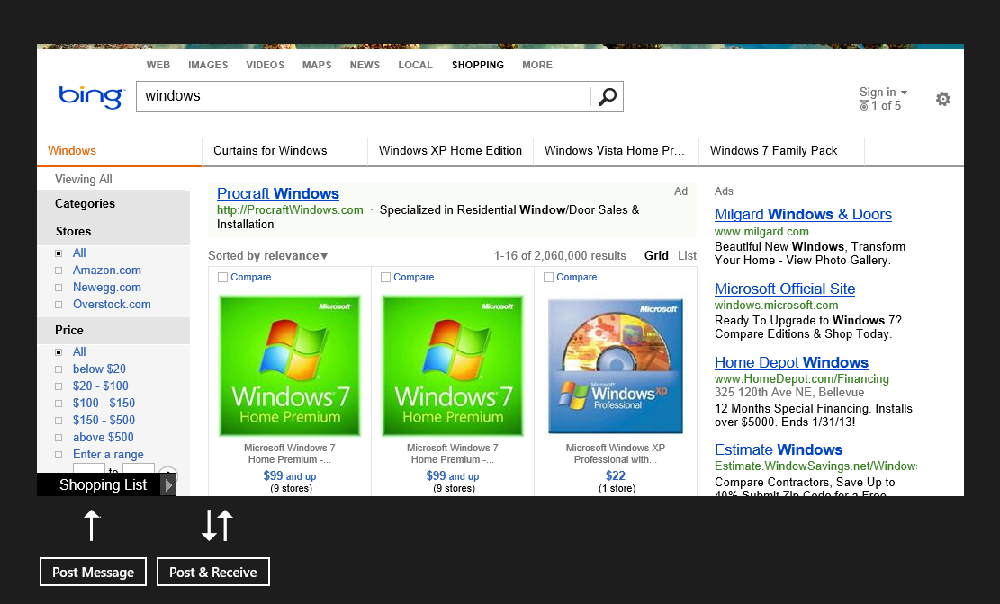 WEB IMAGES VIDEOS MAPS NEWS LOCAL SHOPPING MORE
bing
windows
Sign in
1 of 5
Windows
Curtains for Windows
Windows XP Home Edition
Windows Vista Home Pr...
Windows 7 Family Pack
Viewing All
Categories
Stores
All
Amazon.com
Newegg.com
Overstock.com
Price
All
below $20
$20 - $100
$100 - $150
$150 - $500
above $500
Enter a range
to
Shopping List
Procraft Windows
Ad
http://ProcraftWindows.com · Specialized in Residential Window/Door Sales &
Installation
Sorted by relevance
1-16 of 2,060,000 results
Grid List
Compare
Microsoft
Windows 7
Home Premium
Microsoft Windows 7
Home Premium -...
$99 and up
(9 stores)
Compare
Microsoft
Windows 7
Home Premium
Microsoft Windows 7
Home Premium -...
$99 and up
(9 stores)
Compare
Microsoft
Microsoft
Windows xp
Professional
Microsoft Windows XP
Professional with...
$22
(1 store)
Ads
Milgard Windows & Doors
www.milgard.com
Beautiful New Windows, Transform
Your Home - View Photo Gallery.
Microsoft Official Site
windows.microsoft.com
Ready To Upgrade to Windows 7?
Compare Editions & Shop Today.
Home Depot Windows
www.HomeDepot.com/Financing
325 120th Ave NE, Bellevue
12 Months Special Financing. Installs
over $5000. Ends 1/31/13!
Estimate Windows
Estimate.WindowSavings.net/Window
Compare Contractors, Save Up to
40% Submit Zip Code for a Free
Post Message
Post & Receive